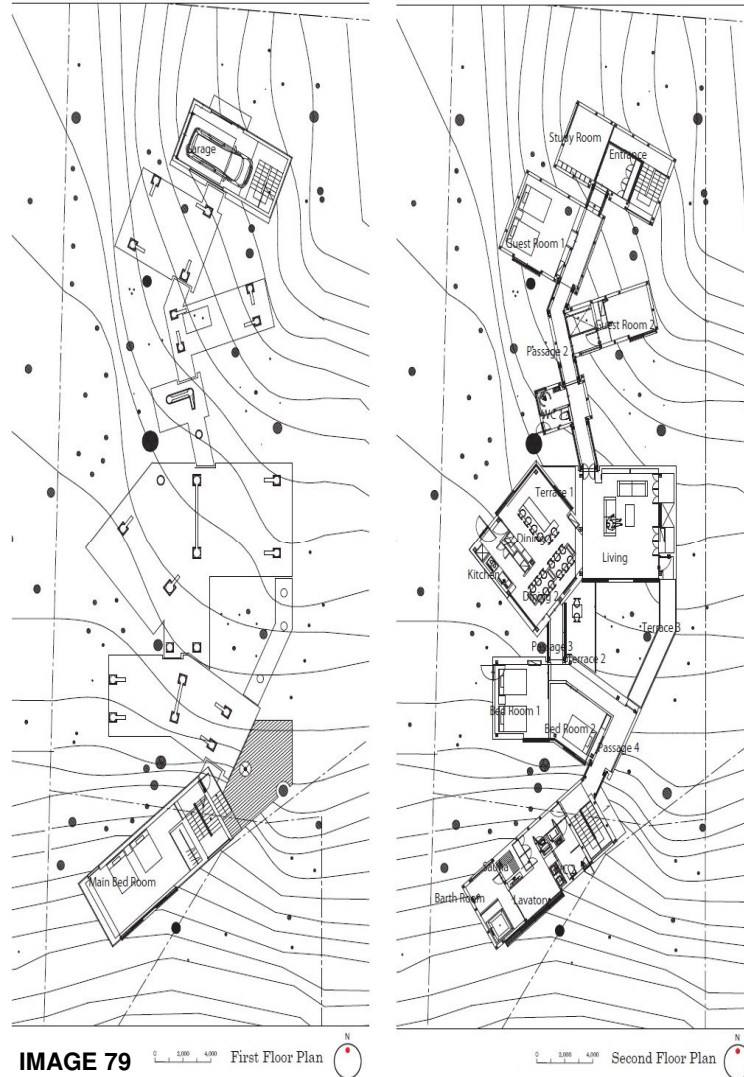 Garage
Main Bed Room
IMAGE 79
0 2,000 4,000
First Floor Plan
N
Study Room
Entrance
Guest Room 1
Guest Room 2
Passage 2
WC
Terrace 1
Dining 1
Living
Kitchen
Dining 2
Terrace 3
Passage 3
Terrace 2
Bed Room 1
Bed Room 2
Passage 4
Sauna
Barth Room
Lavatory
0 2,000 4,000
Second Floor Plan
N